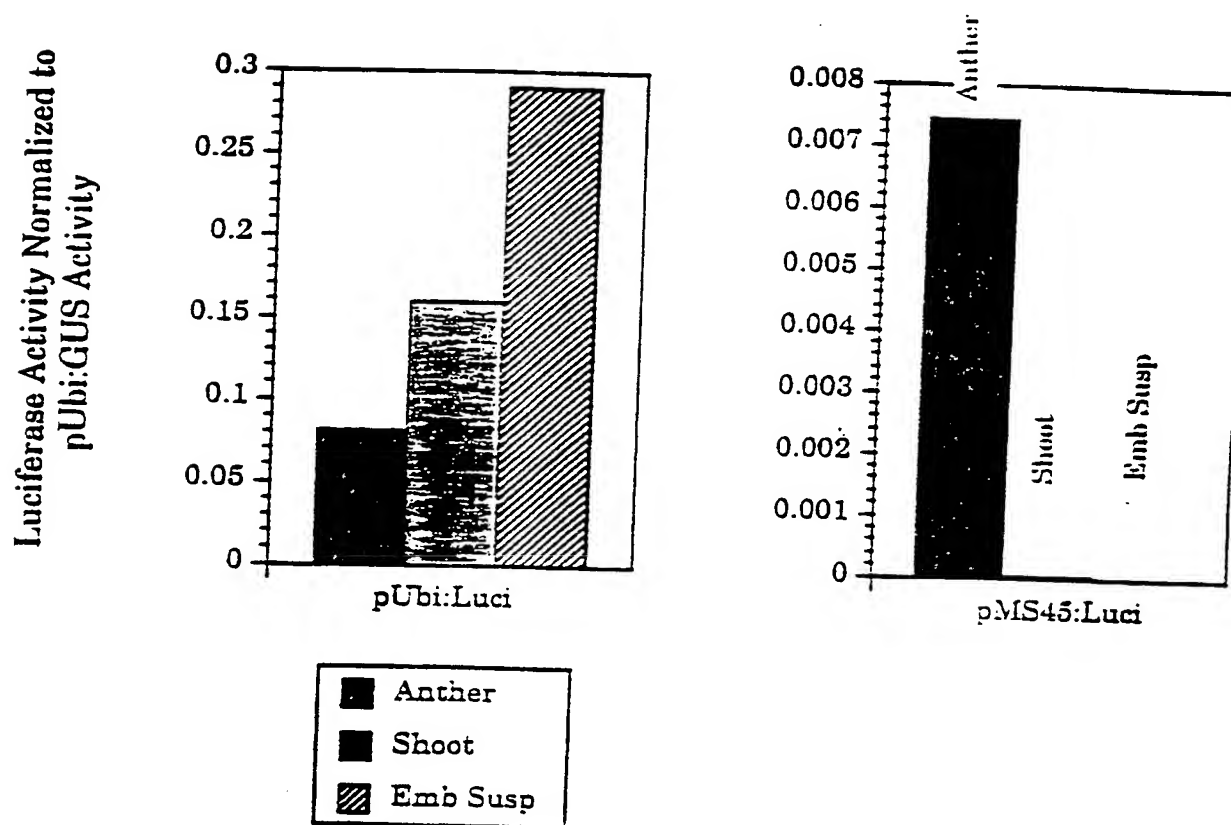 Luciferase Activity Normalized to
pUbi:GUS Activity
0.3
0.25
0.2
0.15
0.1
0.05
0
pUbi:Luci
0.008
0.007
0.006
0.005
0.004
0.003
0.002
0.001
0
Anther
Shoot
Emb Susp
pMS45:Luci
Anther
Shoot
Emb Susp